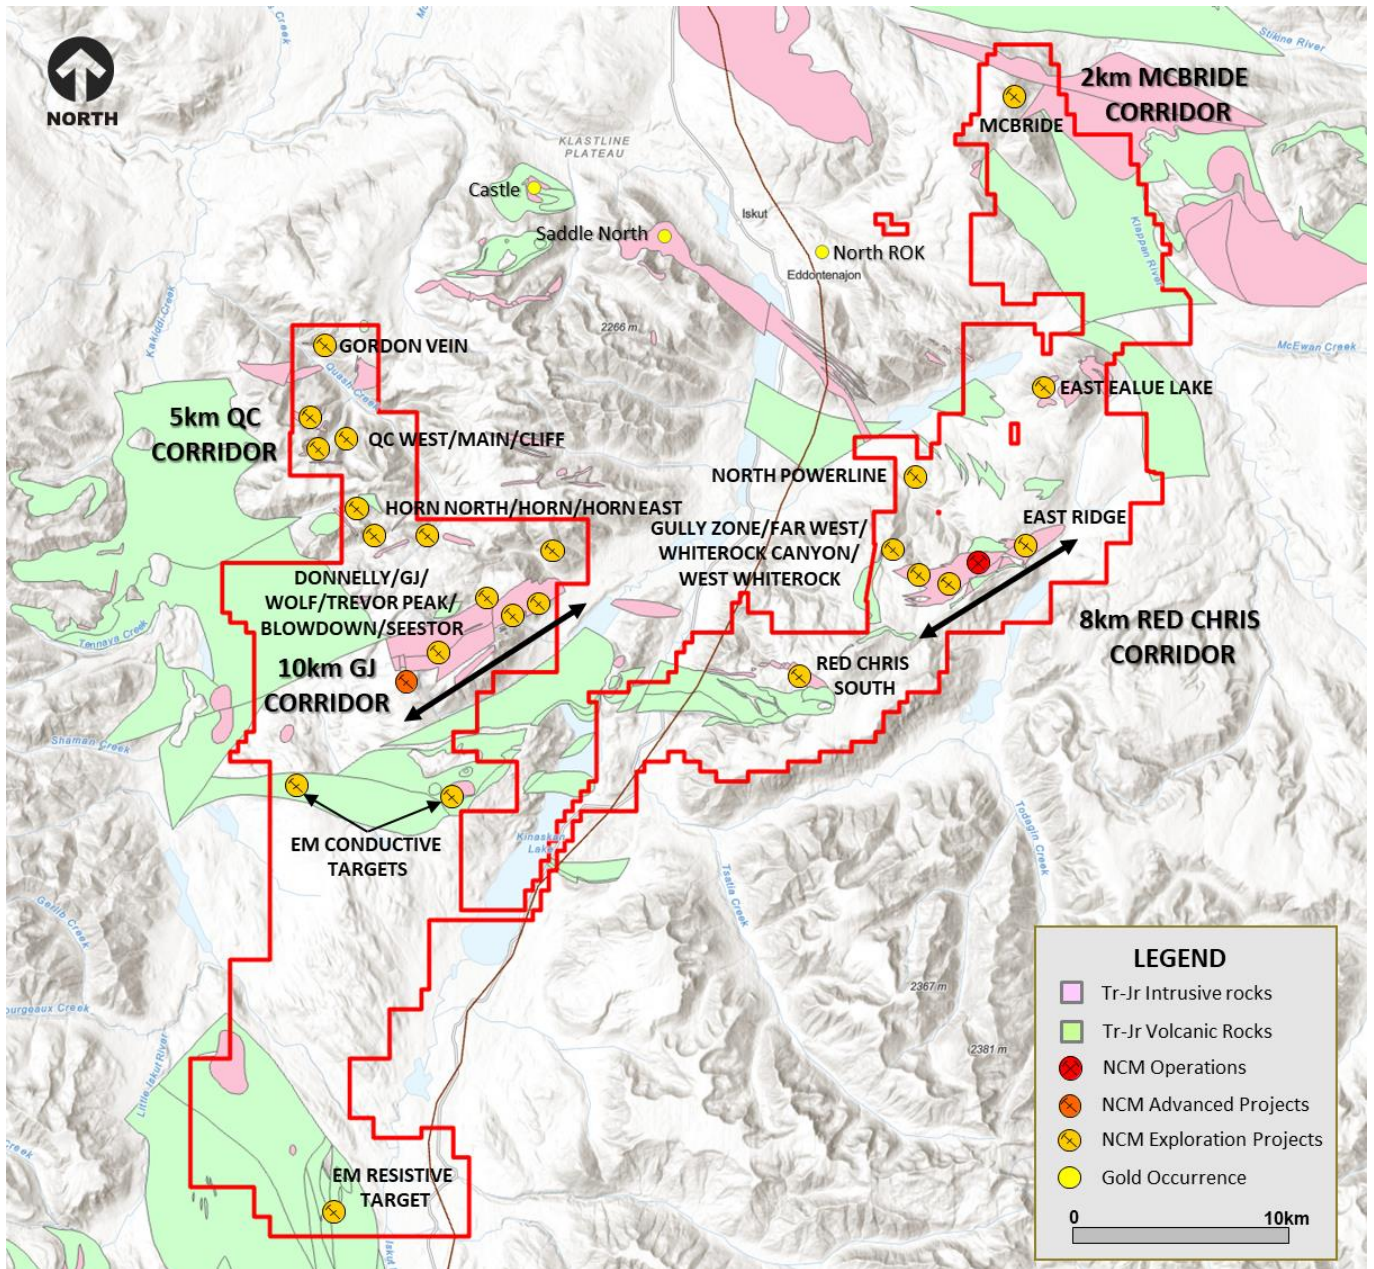 NORTH
Stikine River
2km MCBRIDE
CORRIDOR
MCBRIDE
KLASTLINE
PLATEAU
Castle
Iskut
Saddle North
North ROK
Eddontenajon
Klappan River
Kakiddi Creek
2266 m
McEwan Creek
GORDON VEIN
Quash Creek
EAST EALUE LAKE
5km QC
CORRIDOR
QC WEST/MAIN/CLIFF
NORTH POWERLINE
HORN NORTH/HORN/HORN EAST
EAST RIDGE
GULLY ZONE/FAR WEST/
WHITEROCK CANYON/
WEST WHITEROCK
DONNELLY/GJ/
WOLF/TREVOR PEAK/
BLOWDOWN/SEESTOR
Tennaya Creek
8km RED CHRIS
CORRIDOR
10km GJ
CORRIDOR
RED CHRIS
SOUTH
Shaman Creek
EM CONDUCTIVE
TARGETS
Kinaskan
Lake
Todagin Creek
Tsatia Creek
Gerlib Creek
2367 m
ourgeaux Creek
2381 m
Little Iskut River
Creek
EM RESISTIVE
TARGET
Iskut
LEGEND
Tr-Jr Intrusive rocks
Tr-Jr Volcanic Rocks
NCM Operations
NCM Advanced Projects
NCM Exploration Projects
Gold Occurrence
0 10km